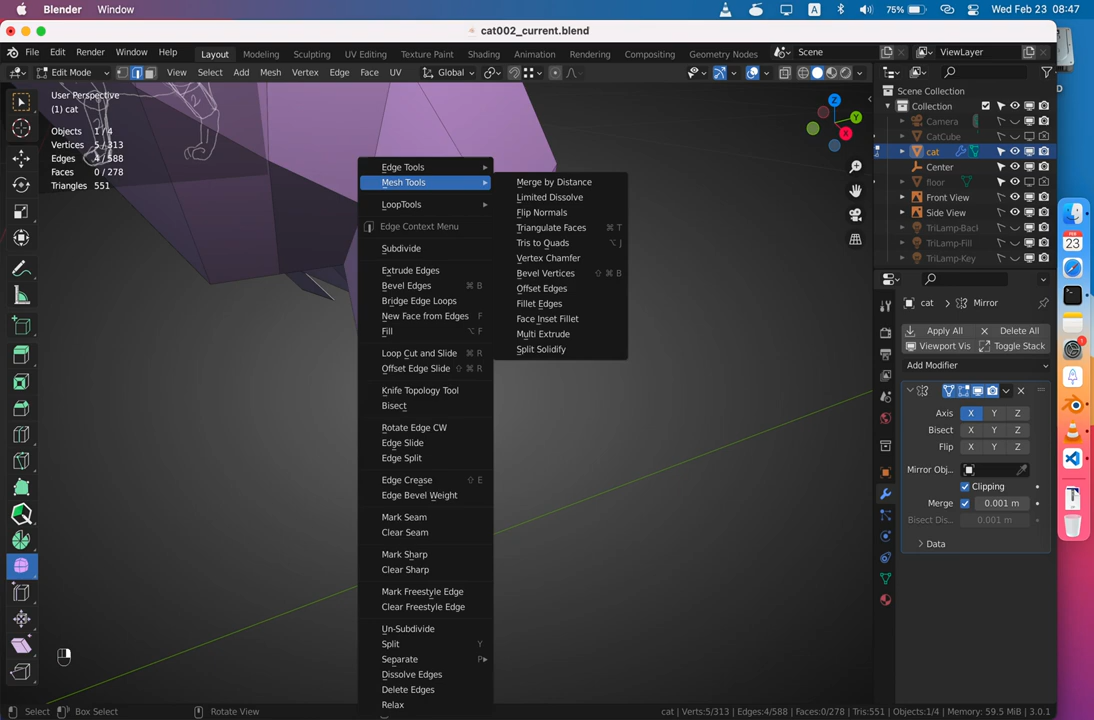 Blender Window A 75% Wed Feb 23 08:47
cat002_current.blend
File Edit Render Window Help Layout Modeling Sculpting UV Editing Texture Paint Shading Animation Rendering Compositing Geometry Nodes Scene ViewLayer
Edit Mode View Select Add Mesh Vertex Edge Face UV Global
User Perspective
(1) cat
Objects 1/4
Vertices 5/313
Edges 4/588
Faces 0/278
Triangles 551
Z
Y
X
Edge Tools
Mesh Tools
LoopTools
Edge Context Menu
Subdivide
Extrude Edges
Bevel Edges ⌘ B
Bridge Edge Loops
New Face from Edges F
Fill ⌥ F
Loop Cut and Slide ⌘ R
Offset Edge Slide ⇧ ⌘ R
Knife Topology Tool
Bisect
Rotate Edge CW
Edge Slide
Edge Split
Edge Crease ⇧ E
Edge Bevel Weight
Mark Seam
Clear Seam
Mark Sharp
Clear Sharp
Mark Freestyle Edge
Clear Freestyle Edge
Un-Subdivide
Split Y
Separate P
Dissolve Edges
Delete Edges
Relax
Merge by Distance
Limited Dissolve
Flip Normals
Triangulate Faces ⌘ T
Tris to Quads ⌥ J
Vertex Chamfer
Bevel Vertices ⇧ ⌘ B
Offset Edges
Fillet Edges
Face Inset Fillet
Multi Extrude
Split Solidify
Scene Collection
Collection
Camera
CatCube
cat
Center
floor
Front View
Side View
TriLamp-Back
TriLamp-Fill
TriLamp-Key
cat Mirror
Apply All Delete All
Viewport Vis Toggle Stack
Add Modifier
Axis X Y Z
Bisect X Y Z
Flip X Y Z
Mirror Obj..
Clipping
Merge 0.001 m
Bisect Dis... 0.001 m
Data
FEB
23
Select Box Select Rotate View cat | Verts:5/313 | Edges:4/588 | Faces:0/278 | Tris:551 | Objects:1/4 | Memory: 59.5 MiB | 3.0.1